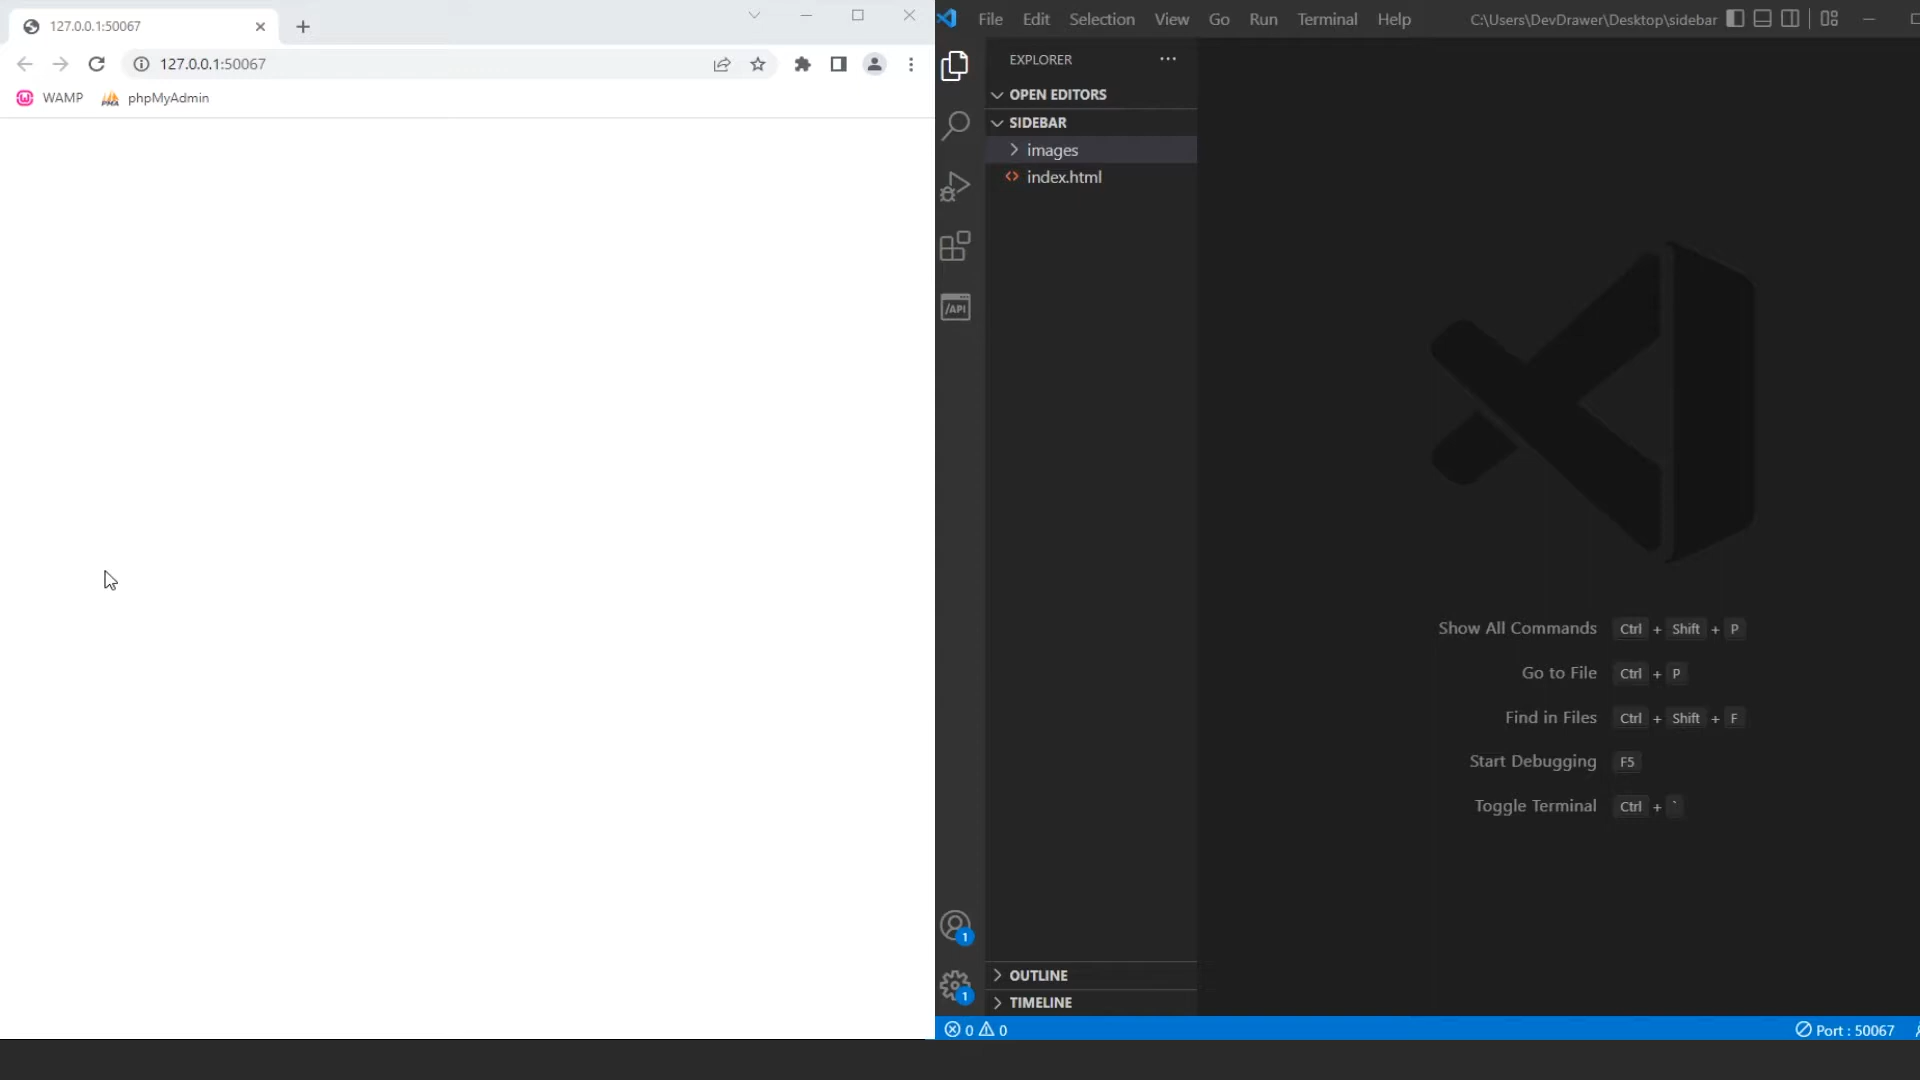 127.0.0.1:50067
127.0.0.1:50067
WAMP phpMyAdmin
File Edit Selection View Go Run Terminal Help C:\Users\DevDrawer\Desktop\sidebar
EXPLORER
OPEN EDITORS
SIDEBAR
images
index.html
/API
Show All Commands Ctrl + Shift + P
Go to File Ctrl + P
Find in Files Ctrl + Shift + F
Start Debugging F5
Toggle Terminal Ctrl + `
1
1
OUTLINE
TIMELINE
0 0 Port : 50067